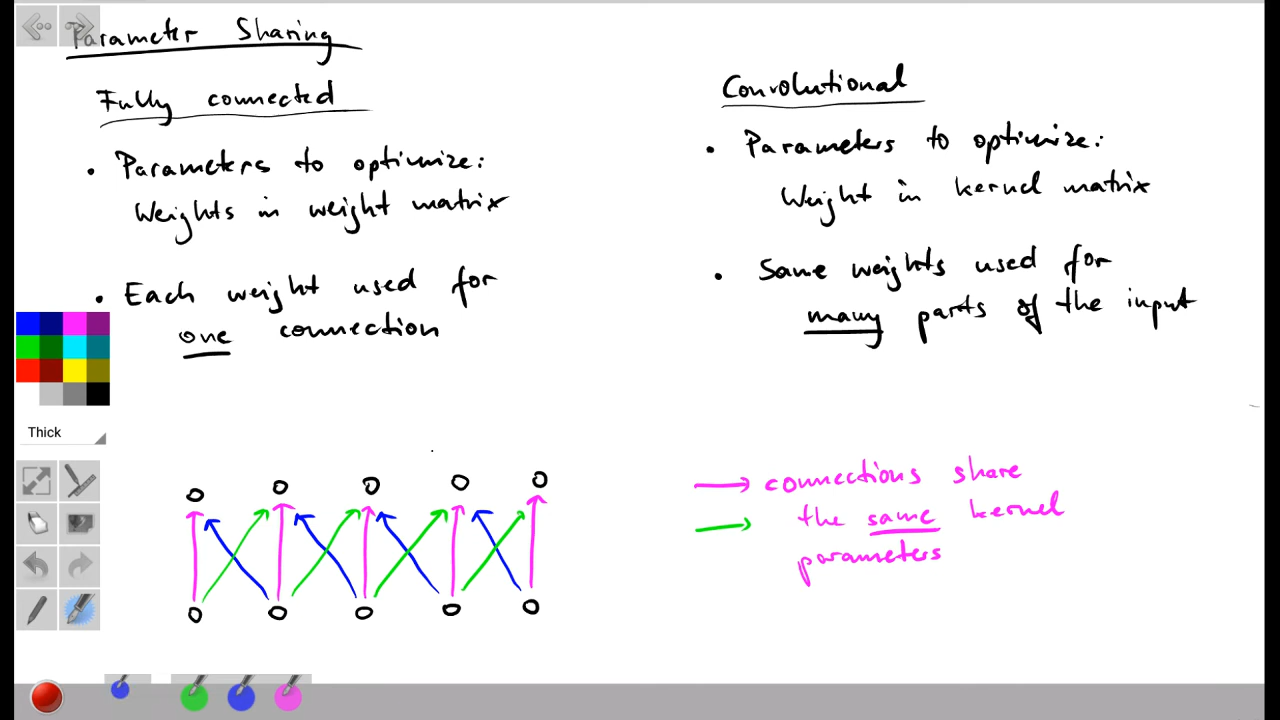 Parameter Sharing
Fully connected
• Parameters to optimize:
Weights in weight matrix
• Each weight used for
one connection
Convolutional
• Parameters to optimize:
Weight in kernel matrix
• Same weights used for
many parts of the input
Thick
connections share
the same kernel
parameters